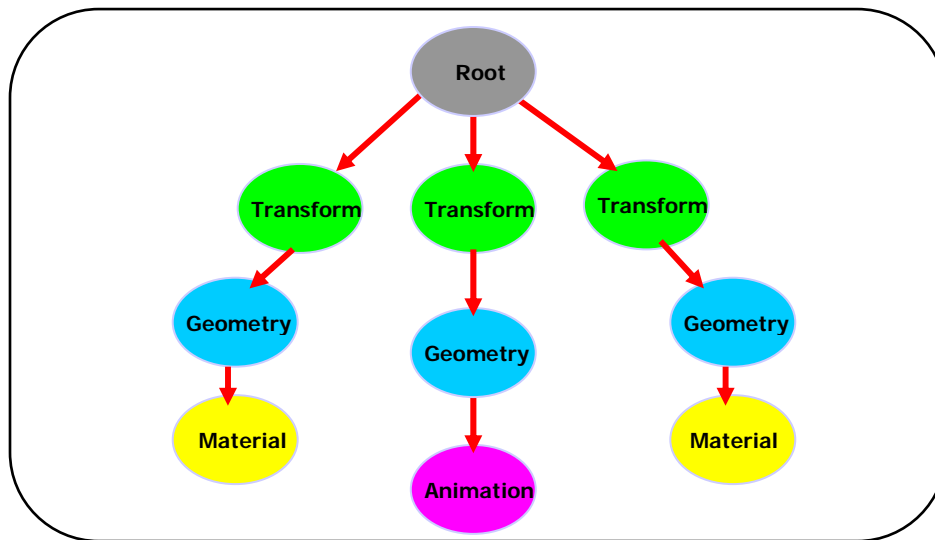 Root
Transform
Transform
Transform
Geometry
Geometry
Geometry
Material
Material
Animation